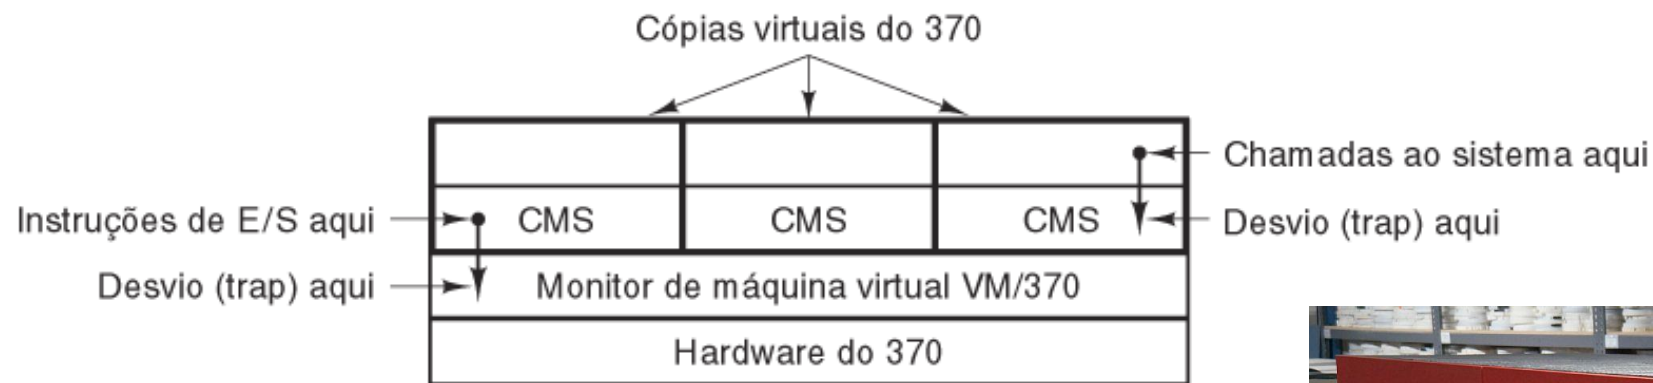 Cópias virtuais do 370
Chamadas ao sistema aqui
Instruções de E/S aqui
CMS
CMS
CMS
Desvio (trap) aqui
Desvio (trap) aqui
Monitor de máquina virtual VM/370
Hardware do 370